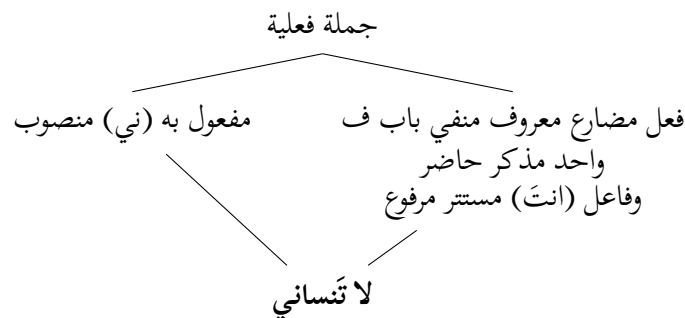 جملة فعلية
فعل مضارع معروف منفي باب ف
واحد مذكر حاضر
وفاعل (انتَ) مستتر مرفوع
مفعول به (ني) منصوب
لا تَنساني